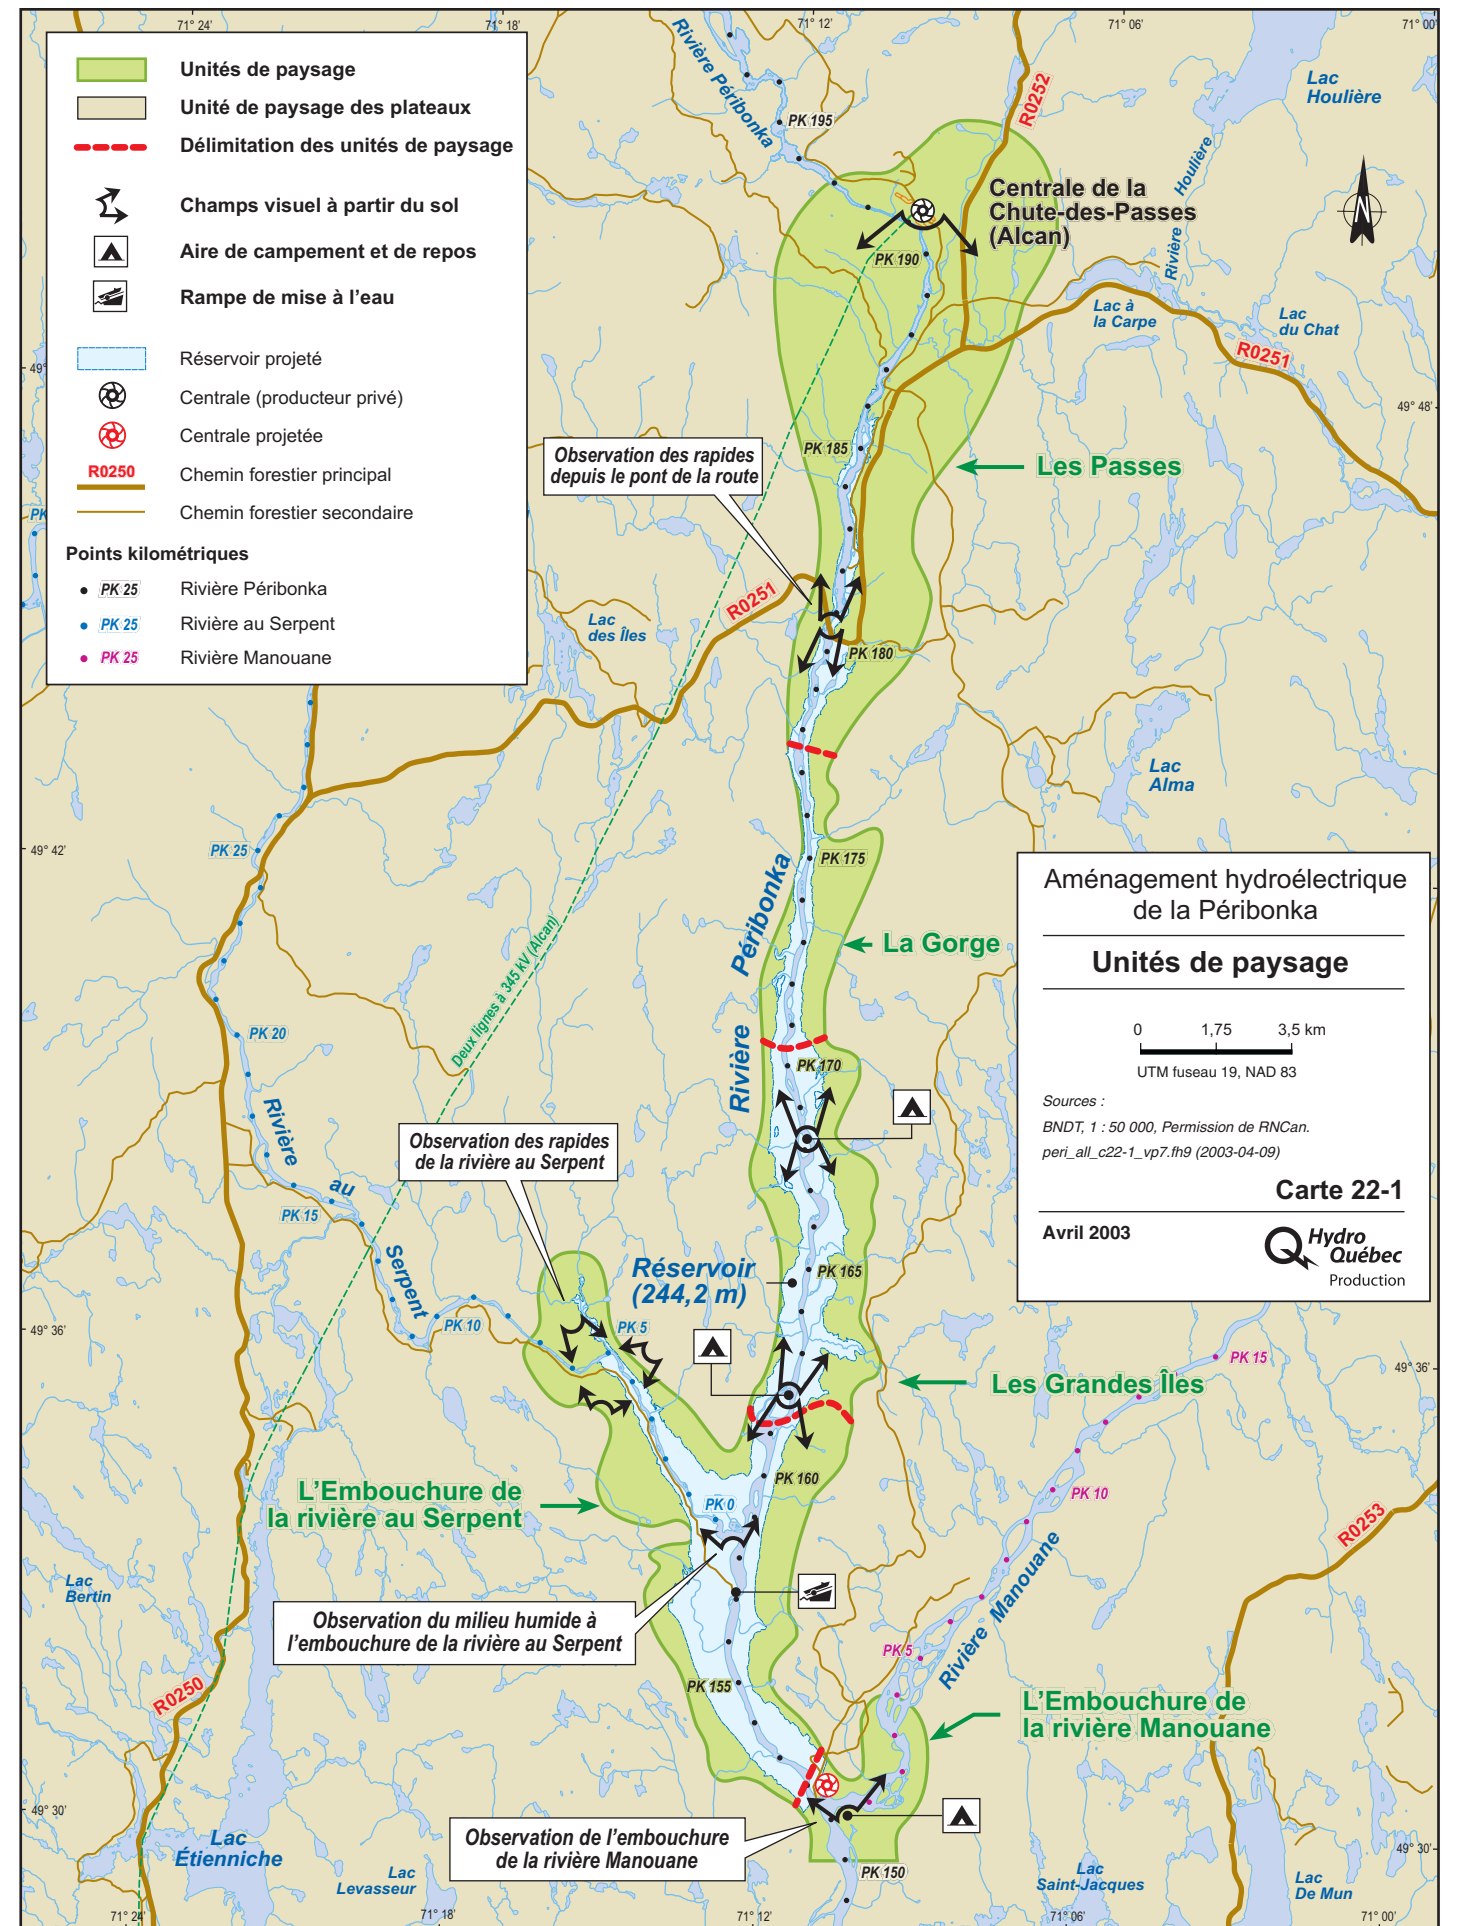 71° 24'
71° 18'
71° 12'
71° 06'
71° 00'
Unités de paysage
Unité de paysage des plateaux
Délimitation des unités de paysage
Champs visuel à partir du sol
Aire de campement et de repos
Rampe de mise à l'eau
Réservoir projeté
Centrale (producteur privé)
Centrale projetée
R0250
Chemin forestier principal
Chemin forestier secondaire
Points kilométriques
PK 25
Rivière Péribonka
PK 25
Rivière au Serpent
PK 25
Rivière Manouane
Rivière Péribonka
PK 195
R0252
Lac
Houlière
Rivière Houlière
Centrale de la
Chute-des-Passes
(Alcan)
N
PK 190
Lac à
la Carpe
Lac
du Chat
R0251
49°
49° 48'
PK 185
Observation des rapides
depuis le pont de la route
Les Passes
PK
R0251
Lac
des Îles
PK 180
Lac
Alma
49° 42'
PK 25
PK 175
Rivière Péribonka
La Gorge
Deux lignes à 345 kV (Alcan)
PK 20
PK 170
Aménagement hydroélectrique
de la Péribonka
Unités de paysage
0 1,75 3,5 km
UTM fuseau 19, NAD 83
Sources :
BNDT, 1 : 50 000, Permission de RNCan.
peri_all_c22-1_vp7.fh9 (2003-04-09)
Carte 22-1
Avril 2003
Hydro
Québec
Production
Observation des rapides
de la rivière au Serpent
Rivière au Serpent
PK 15
PK 10
PK 5
Réservoir
(244,2 m)
PK 165
49° 36'
49° 36'
PK 15
Les Grandes Îles
PK 160
PK 10
L'Embouchure de
la rivière au Serpent
PK 0
R0253
Rivière Manouane
Lac
Bertin
Observation du milieu humide à
l'embouchure de la rivière au Serpent
PK 5
PK 155
R0250
L'Embouchure de
la rivière Manouane
49° 30'
49° 30'
Lac
Étienniche
Observation de l'embouchure
de la rivière Manouane
Lac
Levasseur
PK 150
Lac
Saint-Jacques
Lac
De Mun
71° 24'
71° 18'
71° 12'
71° 06'
71° 00'